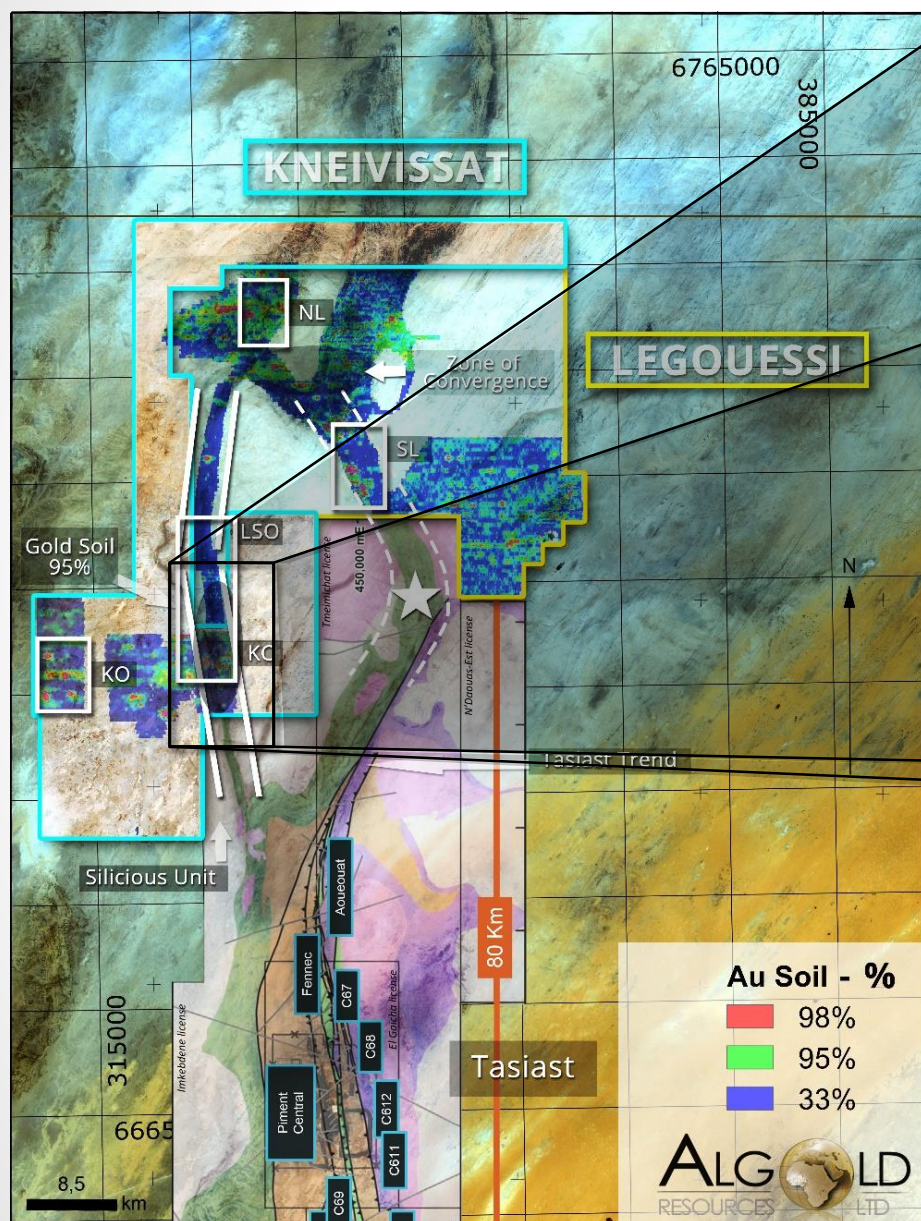 6765000
385000
KNEIVISSAT
NL
LEGOUESSI
Zone of
Convergence
SL
LSO
Gold Soil
95%
Tmeimichat license
450,000 mE
N
KO
KC
N'Daouas-Est license
Tasiast Trend
Silicious Unit
Aoueouat
80 Km
Fennec
C67
El Gaicha license
C68
Imkebdene license
315000
Tasiast
Piment
Central
C612
C611
6665
C69
8,5
km
Au Soil - %
98%
95%
33%
ALGOLD
RESOURCES LTD